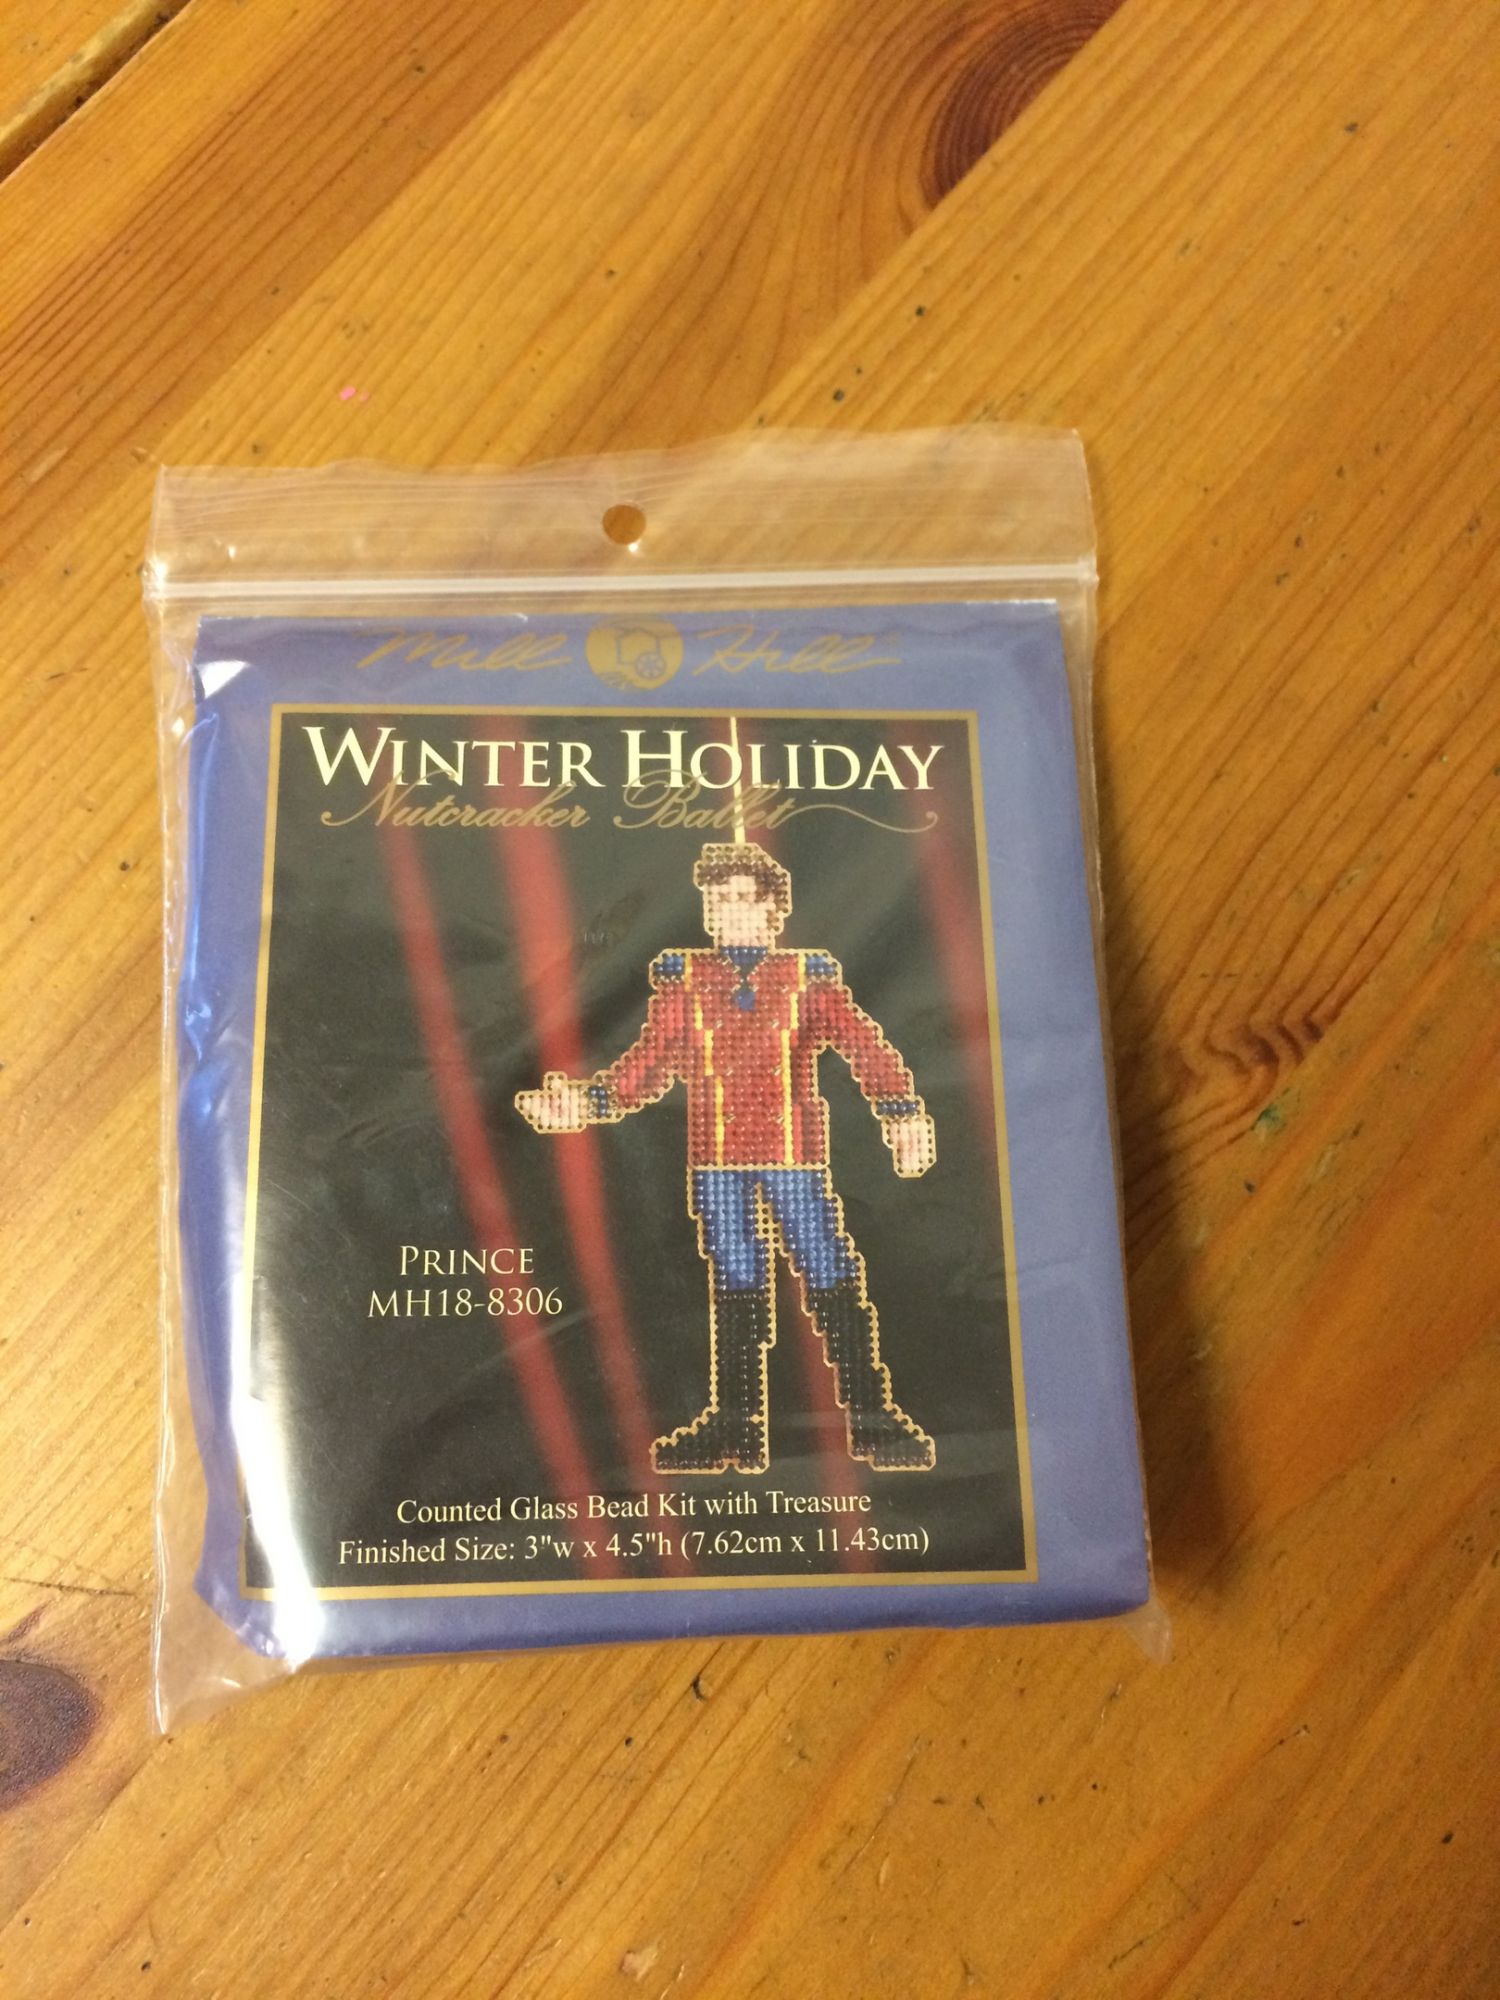 Mill Hill®
WINTER HOLIDAY
Nutcracker Ballet
PRINCE
MH18-8306
Counted Glass Bead Kit with Treasure
Finished Size: 3"w x 4.5"h (7.62cm x 11.43cm)